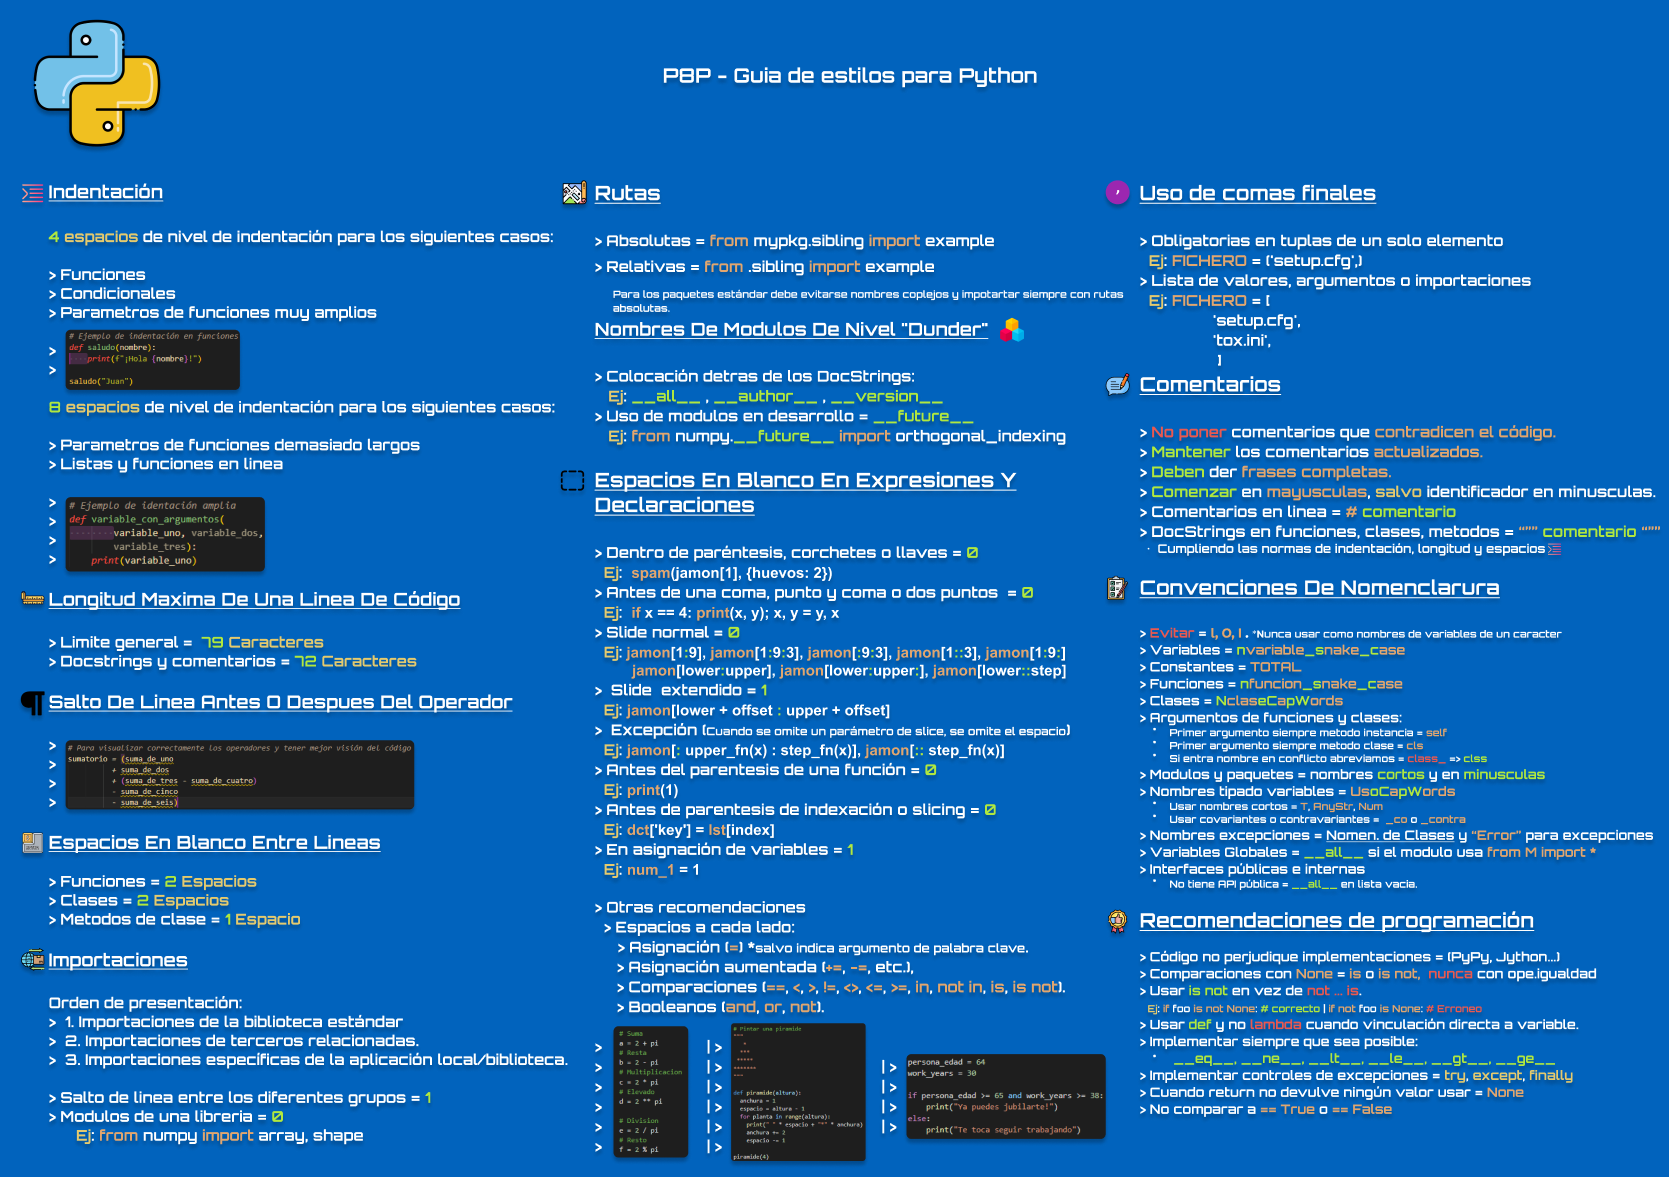 P8P - Guia de estilos para Python
Indentación
4 espacios de nivel de indentación para los siguientes casos:
> Funciones
> Condicionales
> Parametros de funciones muy amplios
>
>
# Ejemplo de indentación en funciones
def saludo(nombre):
····print(f"¡Hola {nombre}!")
saludo("Juan")
8 espacios de nivel de indentación para los siguientes casos:
> Parametros de funciones demasiado largos
> Listas y funciones en linea
>
>
>
>
# Ejemplo de identación amplia
def variable_con_argumentos(
········variable_uno, variable_dos,
variable_tres):
print(variable_uno)
Longitud Maxima De Una Linea De Código
> Limite general = 79 Caracteres
> Docstrings y comentarios = 72 Caracteres
Salto De Linea Antes O Despues Del Operador
>
>
>
>
# Para visualizar correctamente los operadores y tener mejor visión del código
sumatorio = (suma_de_uno
+ suma_de_dos
+ (suma_de_tres - suma_de_cuatro)
- suma_de_cinco
- suma_de_seis)
Espacios En Blanco Entre Lineas
> Funciones = 2 Espacios
> Clases = 2 Espacios
> Metodos de clase = 1 Espacio
Importaciones
Orden de presentación:
> 1. Importaciones de la biblioteca estándar
> 2. Importaciones de terceros relacionadas.
> 3. Importaciones específicas de la aplicación local/biblioteca.
> Salto de linea entre los diferentes grupos = 1
> Modulos de una libreria = 0
Ej: from numpy import array, shape
Rutas
> Absolutas = from mypkg.sibling import example
> Relativas = from .sibling import example
Para los paquetes estándar debe evitarse nombres coplejos y impotartar siempre con rutas
absolutas.
Nombres De Modulos De Nivel "Dunder"
> Colocación detras de los DocStrings:
Ej: __all__ , __author__ , __version__
> Uso de modulos en desarrollo = __future__
Ej: from numpy.__future__ import orthogonal_indexing
Espacios En Blanco En Expresiones Y
Declaraciones
> Dentro de paréntesis, corchetes o llaves = 0
Ej: spam(jamon[1], {huevos: 2})
> Antes de una coma, punto y coma o dos puntos = 0
Ej: if x == 4: print(x, y); x, y = y, x
> Slide normal = 0
Ej: jamon[1:9], jamon[1:9:3], jamon[:9:3], jamon[1::3], jamon[1:9:]
jamon[lower:upper], jamon[lower:upper:], jamon[lower::step]
> Slide extendido = 1
Ej: jamon[lower + offset : upper + offset]
> Excepción (Cuando se omite un parámetro de slice, se omite el espacio)
Ej: jamon[: upper_fn(x) : step_fn(x)], jamon[:: step_fn(x)]
> Antes del parentesis de una función = 0
Ej: print(1)
> Antes de parentesis de indexación o slicing = 0
Ej: dct['key'] = lst[index]
> En asignación de variables = 1
Ej: num_1 = 1
> Otras recomendaciones
> Espacios a cada lado:
> Asignación (=) *salvo indica argumento de palabra clave.
> Asignación aumentada (+=, -=, etc.),
> Comparaciones (==, <, >, !=, <>, <=, >=, in, not in, is, is not).
> Booleanos (and, or, not).
>
>
>
>
>
>
# Suma
a = 2 + pi
# Resta
b = 2 - pi
# Multiplicacion
c = 2 * pi
# Elevado
d = 2 ** pi
# Division
e = 2 / pi
# Resto
f = 2 % pi
|>
|>
|>
|>
|>
|>
# Pintar una piramide
"""
*
***
*****
*******
"""
def piramide(altura):
anchura = 1
espacio = altura - 1
for planta in range(altura):
print(" " * espacio + "*" * anchura)
anchura += 2
espacio -= 1
piramide(4)
|>
|>
|>
|>
persona_edad = 64
work_years = 30
if persona_edad >= 65 and work_years >= 38:
print("Ya puedes jubilarte!")
else:
print("Te toca seguir trabajando")
,
Uso de comas finales
> Obligatorias en tuplas de un solo elemento
Ej: FICHERO = ('setup.cfg',)
> Lista de valores, argumentos o importaciones
Ej: FICHERO = [
'setup.cfg',
'tox.ini',
]
Comentarios
> No poner comentarios que contradicen el código.
> Mantener los comentarios actualizados.
> Deben der frases completas.
> Comenzar en mayusculas, salvo identificador en minusculas.
> Comentarios en linea = # comentario
> DocStrings en funciones, clases, metodos = """ comentario """
· Cumpliendo las normas de indentación, longitud y espacios
Convenciones De Nomenclarura
> Evitar = l, O, I . *Nunca usar como nombres de variables de un caracter
> Variables = nvariable_snake_case
> Constantes = TOTAL
> Funciones = nfuncion_snake_case
> Clases = NclaseCapWords
> Argumentos de funciones y clases:
· Primer argumento siempre metodo instancia = self
· Primer argumento siempre metodo clase = cls
· Si entra nombre en conflicto abreviamos = class_ => clss
> Modulos y paquetes = nombres cortos y en minusculas
> Nombres tipado variables = UsoCapWords
· Usar nombres cortos = T, AnyStr, Num
· Usar covariantes o contravariantes = _co o _contra
> Nombres excepciones = Nomen. de Clases y "Error" para excepciones
> Variables Globales = __all__ si el modulo usa from M import *
> Interfaces públicas e internas
· No tiene API pública = __all__ en lista vacia.
Recomendaciones de programación
> Código no perjudique implementaciones = (PyPy, Jython...)
> Comparaciones con None = is o is not, nunca con ope.igualdad
> Usar is not en vez de not ... is.
Ej: if foo is not None: # correcto | if not foo is None: # Erroneo
> Usar def y no lambda cuando vinculación directa a variable.
> Implementar siempre que sea posible:
· __eq__, __ne__, __lt__, __le__, __gt__, __ge__
> Implementar controles de excepciones = try, except, finally
> Cuando return no devulve ningún valor usar = None
> No comparar a == True o == False